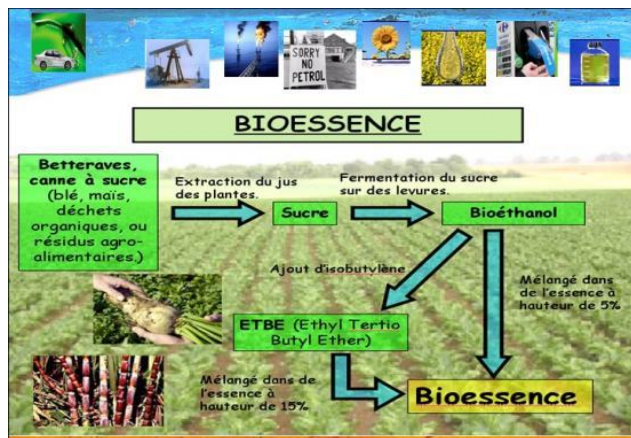 SORRY
NO
PETROL
BIOESSENCE
Betteraves,
canne à sucre
(blé, maïs,
déchets
organiques, ou
résidus agro-
alimentaires.)
Extraction du jus
des plantes.
Sucre
Fermentation du sucre
sur des levures.
Bioéthanol
Ajout d'isobutylène
Mélangé dans
de l'essence à
hauteur de 5%
ETBE (Ethyl Tertio
Butyl Ether)
Mélangé dans de
l'essence à
hauteur de 15%
Bioessence